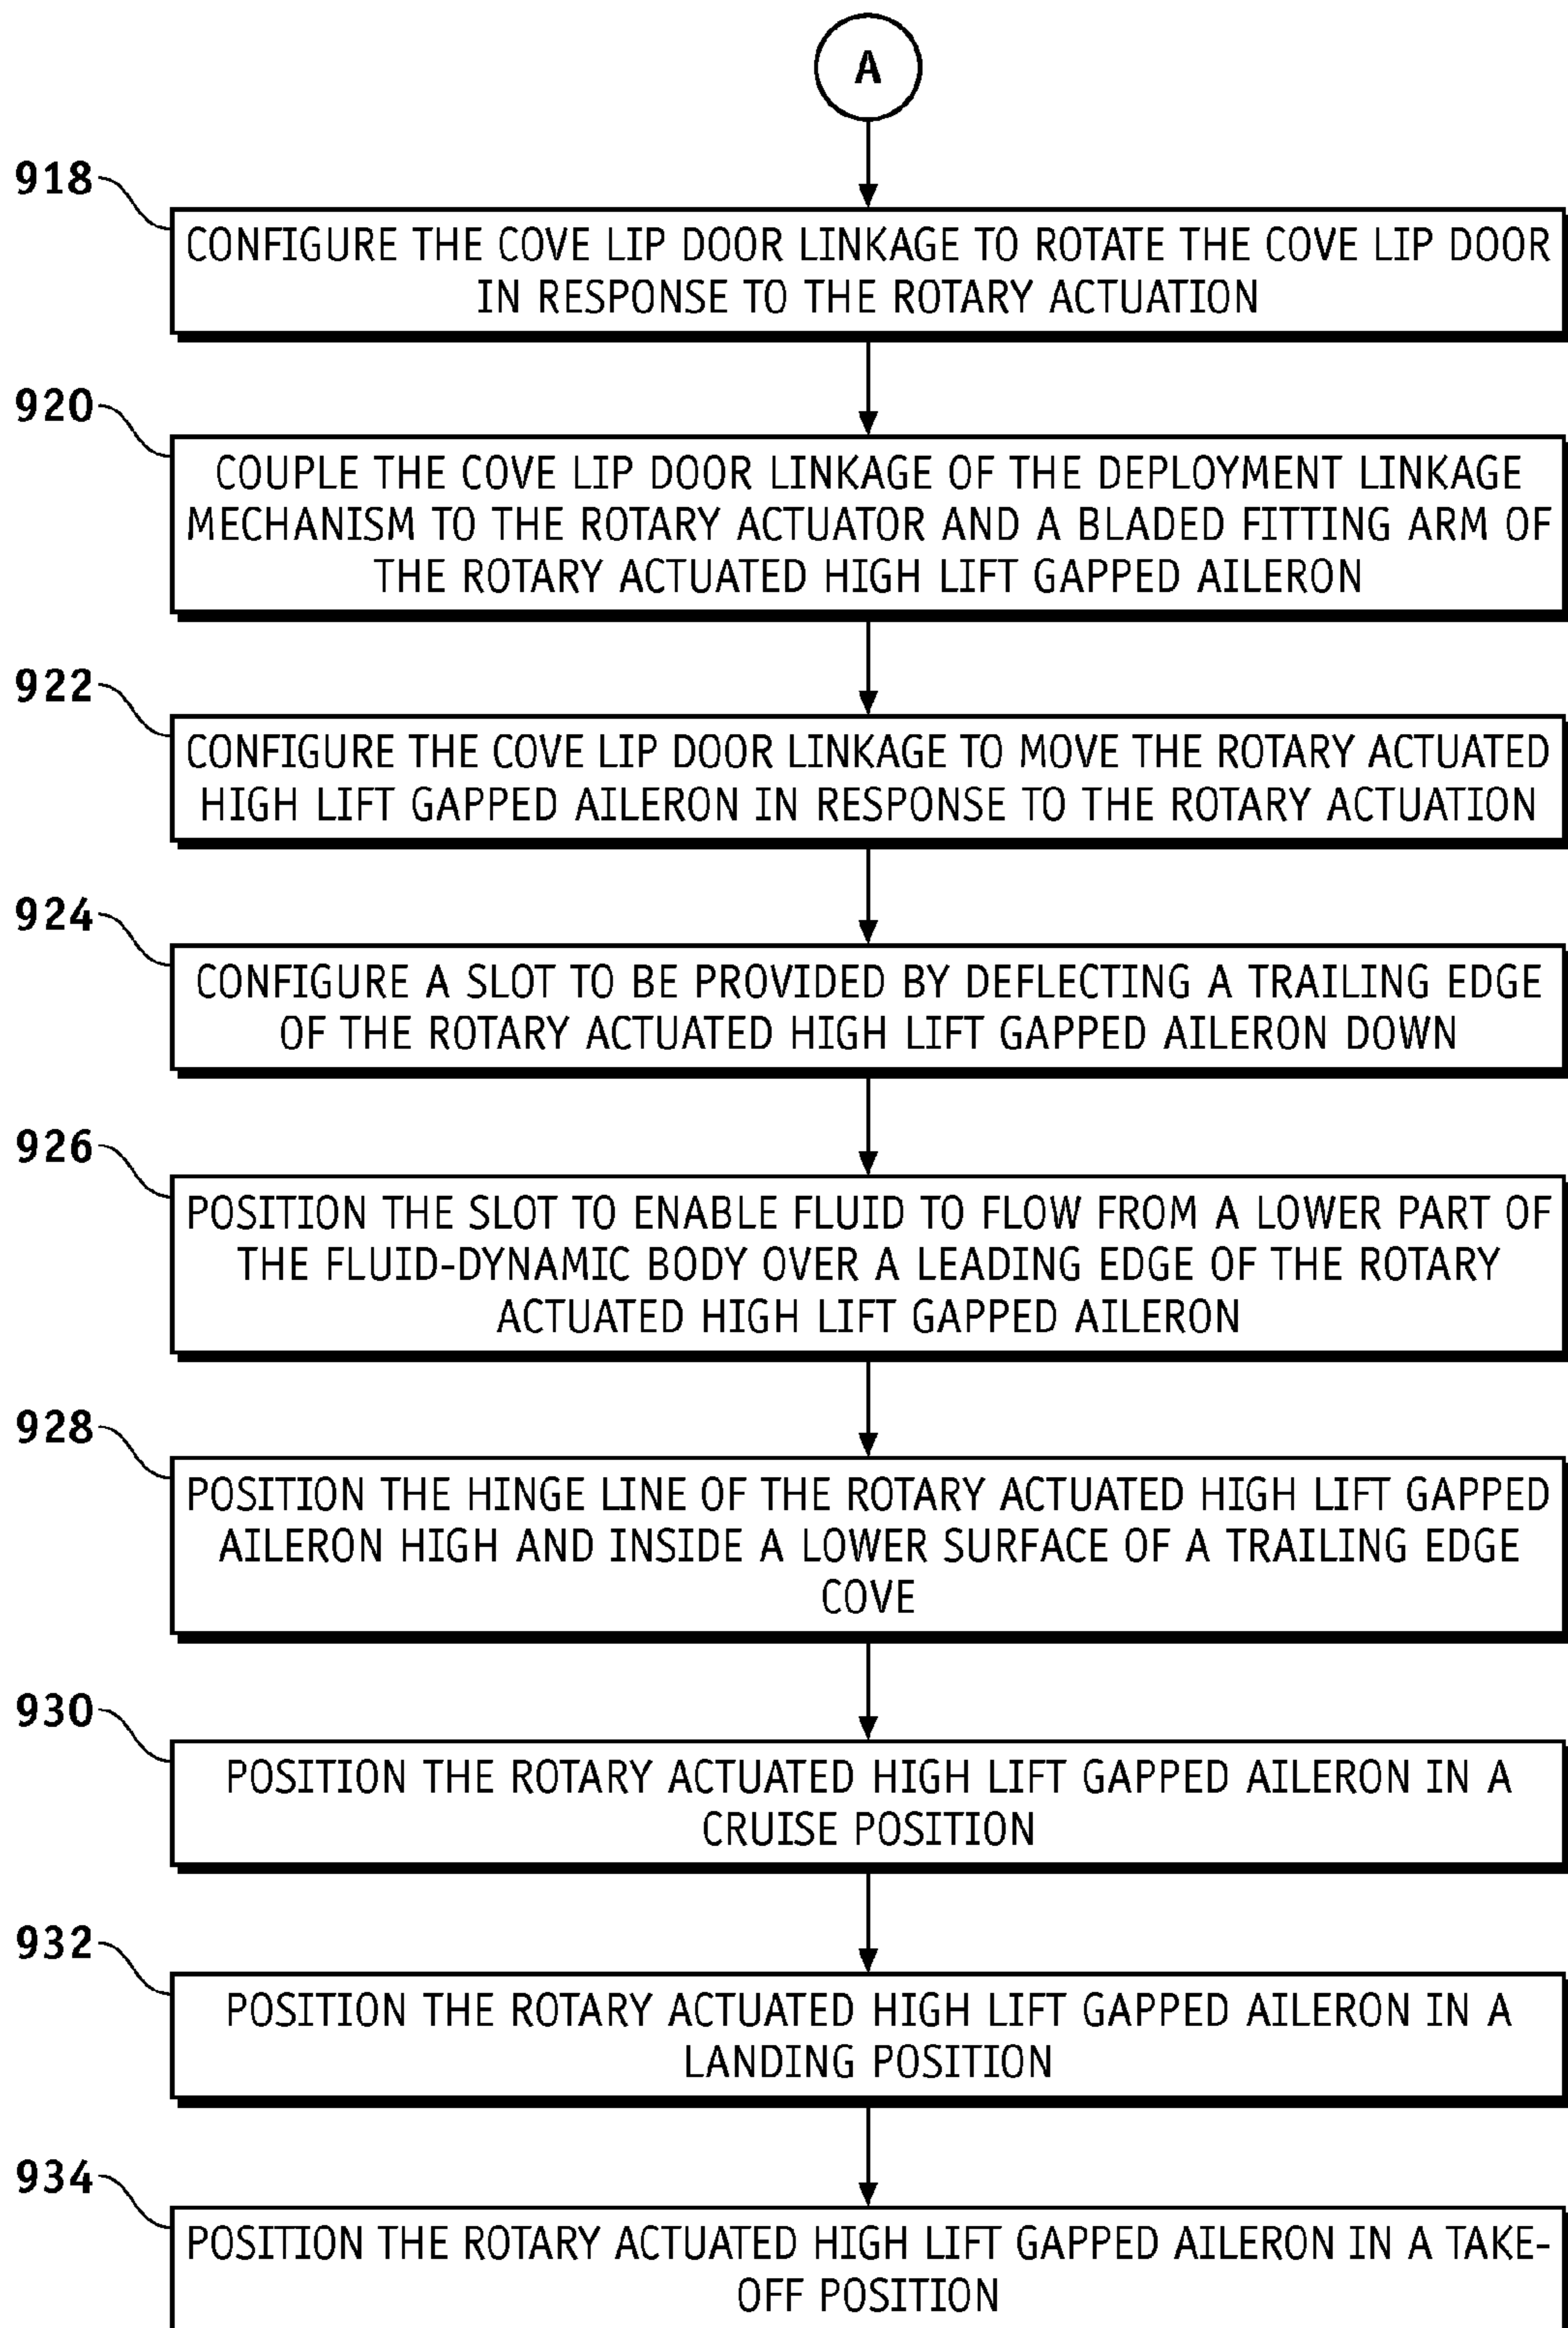 A
918
CONFIGURE THE COVE LIP DOOR LINKAGE TO ROTATE THE COVE LIP DOOR
IN RESPONSE TO THE ROTARY ACTUATION
920
COUPLE THE COVE LIP DOOR LINKAGE OF THE DEPLOYMENT LINKAGE
MECHANISM TO THE ROTARY ACTUATOR AND A BLADED FITTING ARM OF
THE ROTARY ACTUATED HIGH LIFT GAPPED AILERON
922
CONFIGURE THE COVE LIP DOOR LINKAGE TO MOVE THE ROTARY ACTUATED
HIGH LIFT GAPPED AILERON IN RESPONSE TO THE ROTARY ACTUATION
924
CONFIGURE A SLOT TO BE PROVIDED BY DEFLECTING A TRAILING EDGE
OF THE ROTARY ACTUATED HIGH LIFT GAPPED AILERON DOWN
926
POSITION THE SLOT TO ENABLE FLUID TO FLOW FROM A LOWER PART OF
THE FLUID-DYNAMIC BODY OVER A LEADING EDGE OF THE ROTARY
ACTUATED HIGH LIFT GAPPED AILERON
928
POSITION THE HINGE LINE OF THE ROTARY ACTUATED HIGH LIFT GAPPED
AILERON HIGH AND INSIDE A LOWER SURFACE OF A TRAILING EDGE
COVE
930
POSITION THE ROTARY ACTUATED HIGH LIFT GAPPED AILERON IN A
CRUISE POSITION
932
POSITION THE ROTARY ACTUATED HIGH LIFT GAPPED AILERON IN A
LANDING POSITION
934
POSITION THE ROTARY ACTUATED HIGH LIFT GAPPED AILERON IN A TAKE-
OFF POSITION